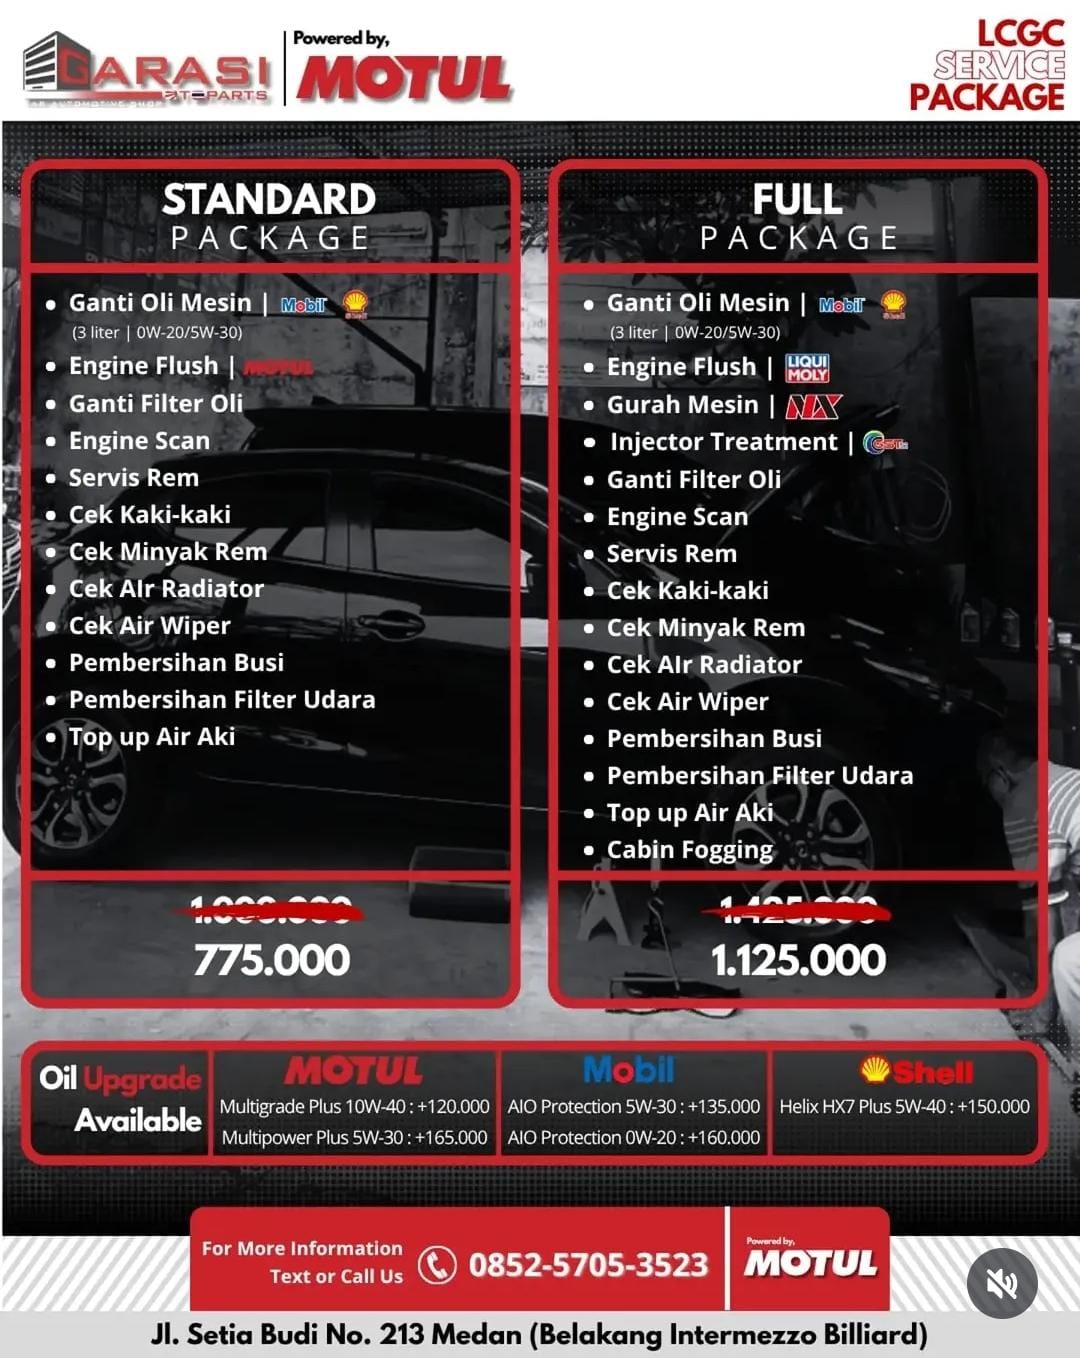 GARASI
AUTOPARTS
Powered by,
MOTUL
LCGC
SERVICE
PACKAGE
STANDARD
PACKAGE
• Ganti Oli Mesin | Mobil Shell
(3 liter | 0W-20/5W-30)
• Engine Flush | MOTUL
• Ganti Filter Oli
• Engine Scan
• Servis Rem
• Cek Kaki-kaki
• Cek Minyak Rem
• Cek AIr Radiator
• Cek Air Wiper
• Pembersihan Busi
• Pembersihan Filter Udara
• Top up Air Aki
775.000
FULL
PACKAGE
• Ganti Oli Mesin | Mobil Shell
(3 liter | 0W-20/5W-30)
• Engine Flush | LIQUI MOLY
• Gurah Mesin |
• Injector Treatment |
• Ganti Filter Oli
• Engine Scan
• Servis Rem
• Cek Kaki-kaki
• Cek Minyak Rem
• Cek AIr Radiator
• Cek Air Wiper
• Pembersihan Busi
• Pembersihan Filter Udara
• Top up Air Aki
• Cabin Fogging
1.425.000
1.125.000
Oil Upgrade
Available
MOTUL
Multigrade Plus 10W-40 : +120.000
Multipower Plus 5W-30 : +165.000
Mobil
AIO Protection 5W-30 : +135.000
AIO Protection 0W-20 : +160.000
Shell
Helix HX7 Plus 5W-40 : +150.000
For More Information
Text or Call Us
0852-5705-3523
Powered by,
MOTUL
Jl. Setia Budi No. 213 Medan (Belakang Intermezzo Billiard)